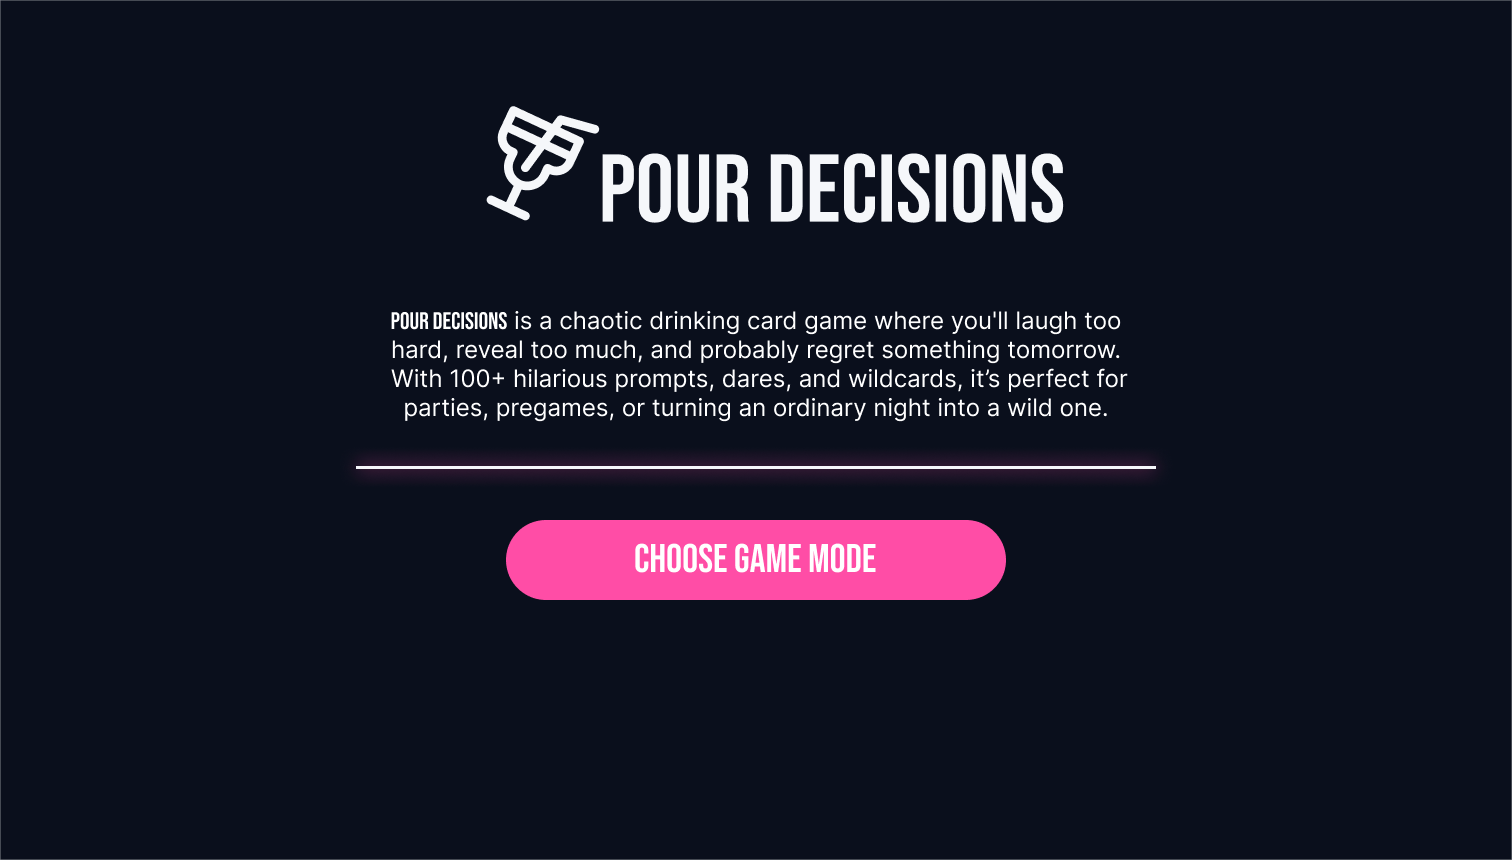 POUR DECISIONS
POUR DECISIONS is a chaotic drinking card game where you'll laugh too
hard, reveal too much, and probably regret something tomorrow.
With 100+ hilarious prompts, dares, and wildcards, it’s perfect for
parties, pregames, or turning an ordinary night into a wild one.
CHOOSE GAME MODE